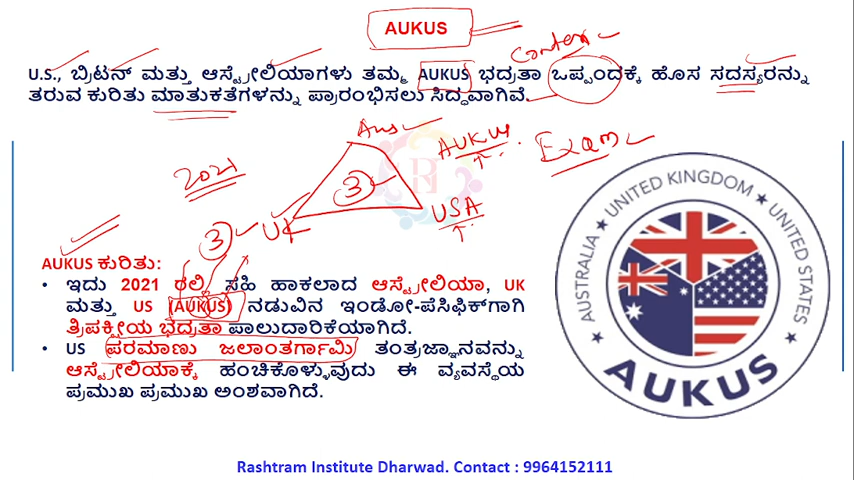 AUKUS
Contex
U.S., ಬ್ರಿಟನ್ ಮತ್ತು ಆಸ್ಟ್ರೇಲಿಯಾಗಳು ತಮ್ಮ AUKUS ಭದ್ರತಾ ಒಪ್ಪಂದಕ್ಕೆ ಹೊಸ ಸದಸ್ಯರನ್ನು
ತರುವ ಕುರಿತು ಮಾತುಕತೆಗಳನ್ನು ಪ್ರಾರಂಭಿಸಲು ಸಿದ್ಧವಾಗಿವೆ.
Aus
AUKUS.
Exam
2021
3
USA
3
UK
AUSTRALIA ★ UNITED KINGDOM ★ UNITED STATES
AUKUS
AUKUS ಕುರಿತು:
• ಇದು 2021 ರಲ್ಲಿ ಸಹಿ ಹಾಕಲಾದ ಆಸ್ಟ್ರೇಲಿಯಾ, UK
ಮತ್ತು US (AUKUS) ನಡುವಿನ ಇಂಡೋ-ಪೆಸಿಫಿಕ್‌ಗಾಗಿ
ತ್ರಿಪಕ್ಷೀಯ ಭದ್ರತಾ ಪಾಲುದಾರಿಕೆಯಾಗಿದೆ.
• US ಪರಮಾಣು ಜಲಾಂತರ್ಗಾಮಿ ತಂತ್ರಜ್ಞಾನವನ್ನು
ಆಸ್ಟ್ರೇಲಿಯಾಕ್ಕೆ ಹಂಚಿಕೊಳ್ಳುವುದು ಈ ವ್ಯವಸ್ಥೆಯ
ಪ್ರಮುಖ ಪ್ರಮುಖ ಅಂಶವಾಗಿದೆ.
Rashtram Institute Dharwad. Contact : 9964152111